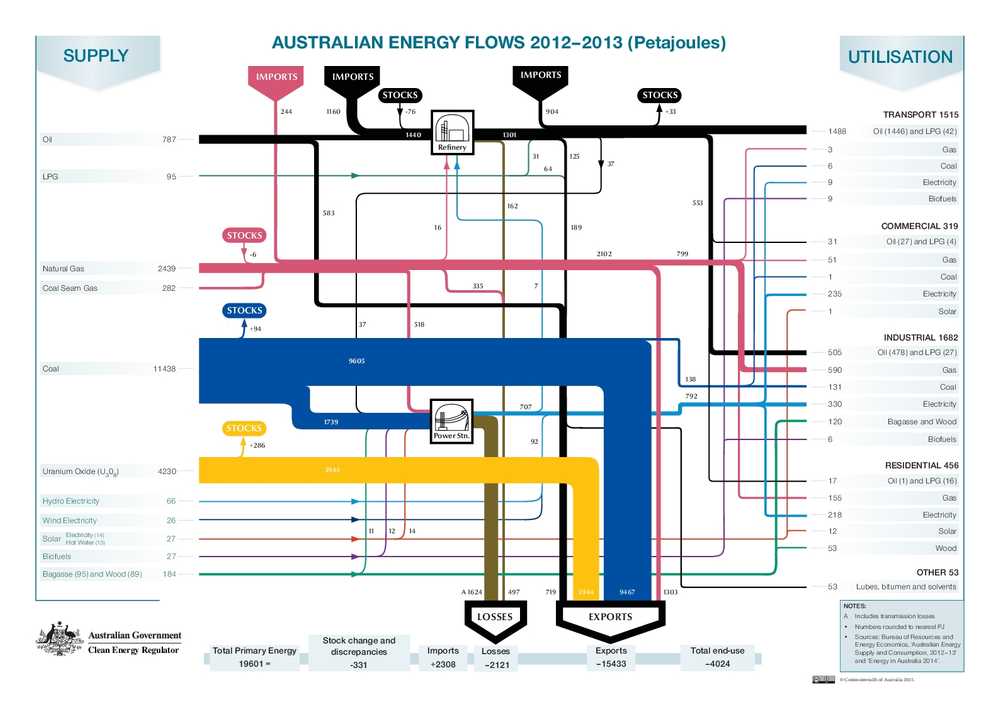 AUSTRALIAN ENERGY FLOWS 2012–2013 (Petajoules)
SUPPLY
UTILISATION
IMPORTS
IMPORTS
IMPORTS
STOCKS
STOCKS
244
1160
-76
904
+33
Refinery
1440
1301
Oil 787
LPG 95
31
64
125
37
583
162
189
553
STOCKS
-6
16
2102
799
Natural Gas 2439
Coal Seam Gas 282
335
7
STOCKS
+94
37
518
9605
Coal 11438
138
792
707
1739
Power Stn.
92
STOCKS
+286
Uranium Oxide (U3O8) 4230
3944
Hydro Electricity 66
Wind Electricity 26
Solar Electricity (14) 27
Hot Water (13)
Biofuels 27
Bagasse (95) and Wood (89) 184
11
12
14
A 1624
497
719
3944
9467
1303
LOSSES
EXPORTS
TRANSPORT 1515
1488 Oil (1446) and LPG (42)
3 Gas
6 Coal
9 Electricity
9 Biofuels
COMMERCIAL 319
31 Oil (27) and LPG (4)
51 Gas
1 Coal
235 Electricity
1 Solar
INDUSTRIAL 1682
505 Oil (478) and LPG (27)
590 Gas
131 Coal
330 Electricity
120 Bagasse and Wood
6 Biofuels
RESIDENTIAL 456
17 Oil (1) and LPG (16)
155 Gas
218 Electricity
12 Solar
53 Wood
OTHER 53
53 Lubes, bitumen and solvents
NOTES:
A Includes transmission losses
• Numbers rounded to nearest PJ
• Sources: Bureau of Resources and
Energy Economics, 'Australian Energy
Supply and Consumption, 2012–13'
and 'Energy in Australia 2014'.
© Commonwealth of Australia 2015.
Australian Government
Clean Energy Regulator
Total Primary Energy
19601 =
Stock change and
discrepancies
-331
Imports
+2308
Losses
−2121
Exports
−15433
Total end-use
−4024